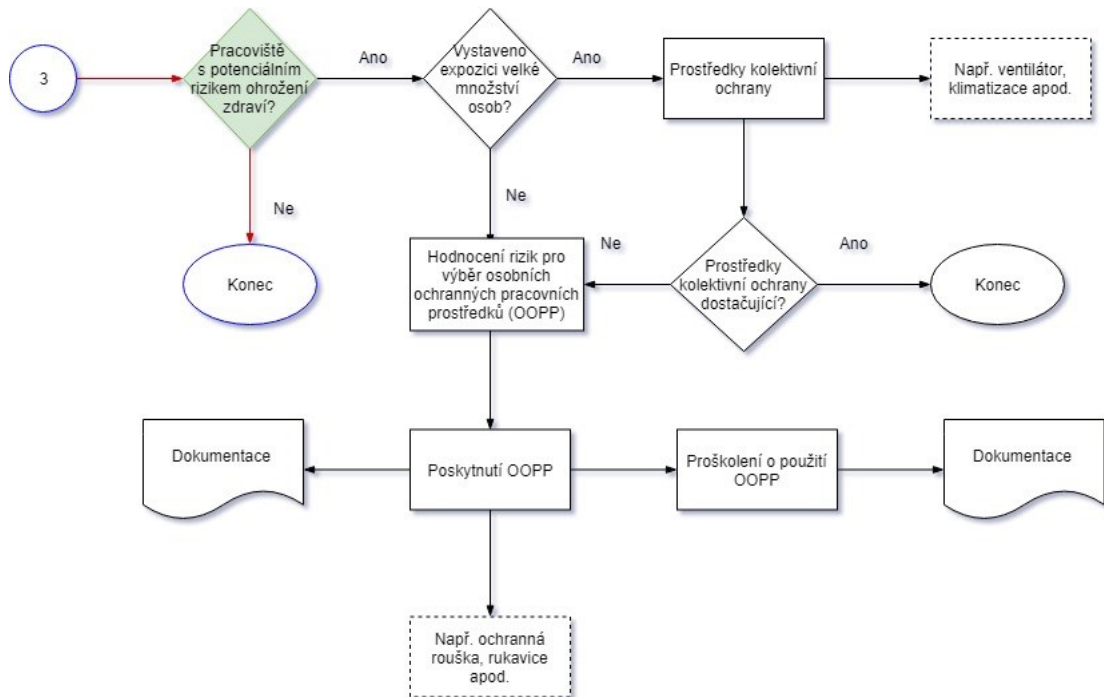 3
Pracoviště
s potenciálním
rizikem ohrožení
zdraví?
Ano
Vystaveno
expozici velké
množství
osob?
Ano
Prostředky kolektivní
ochrany
Např. ventilátor,
klimatizace apod.
Ne
Ne
Konec
Hodnocení rizik pro
výběr osobních
ochranných pracovních
prostředků (OOPP)
Ne
Prostředky
kolektivní ochrany
dostačující?
Ano
Konec
Dokumentace
Poskytnutí OOPP
Proškolení o použití
OOPP
Dokumentace
Např. ochranná
rouška, rukavice
apod.